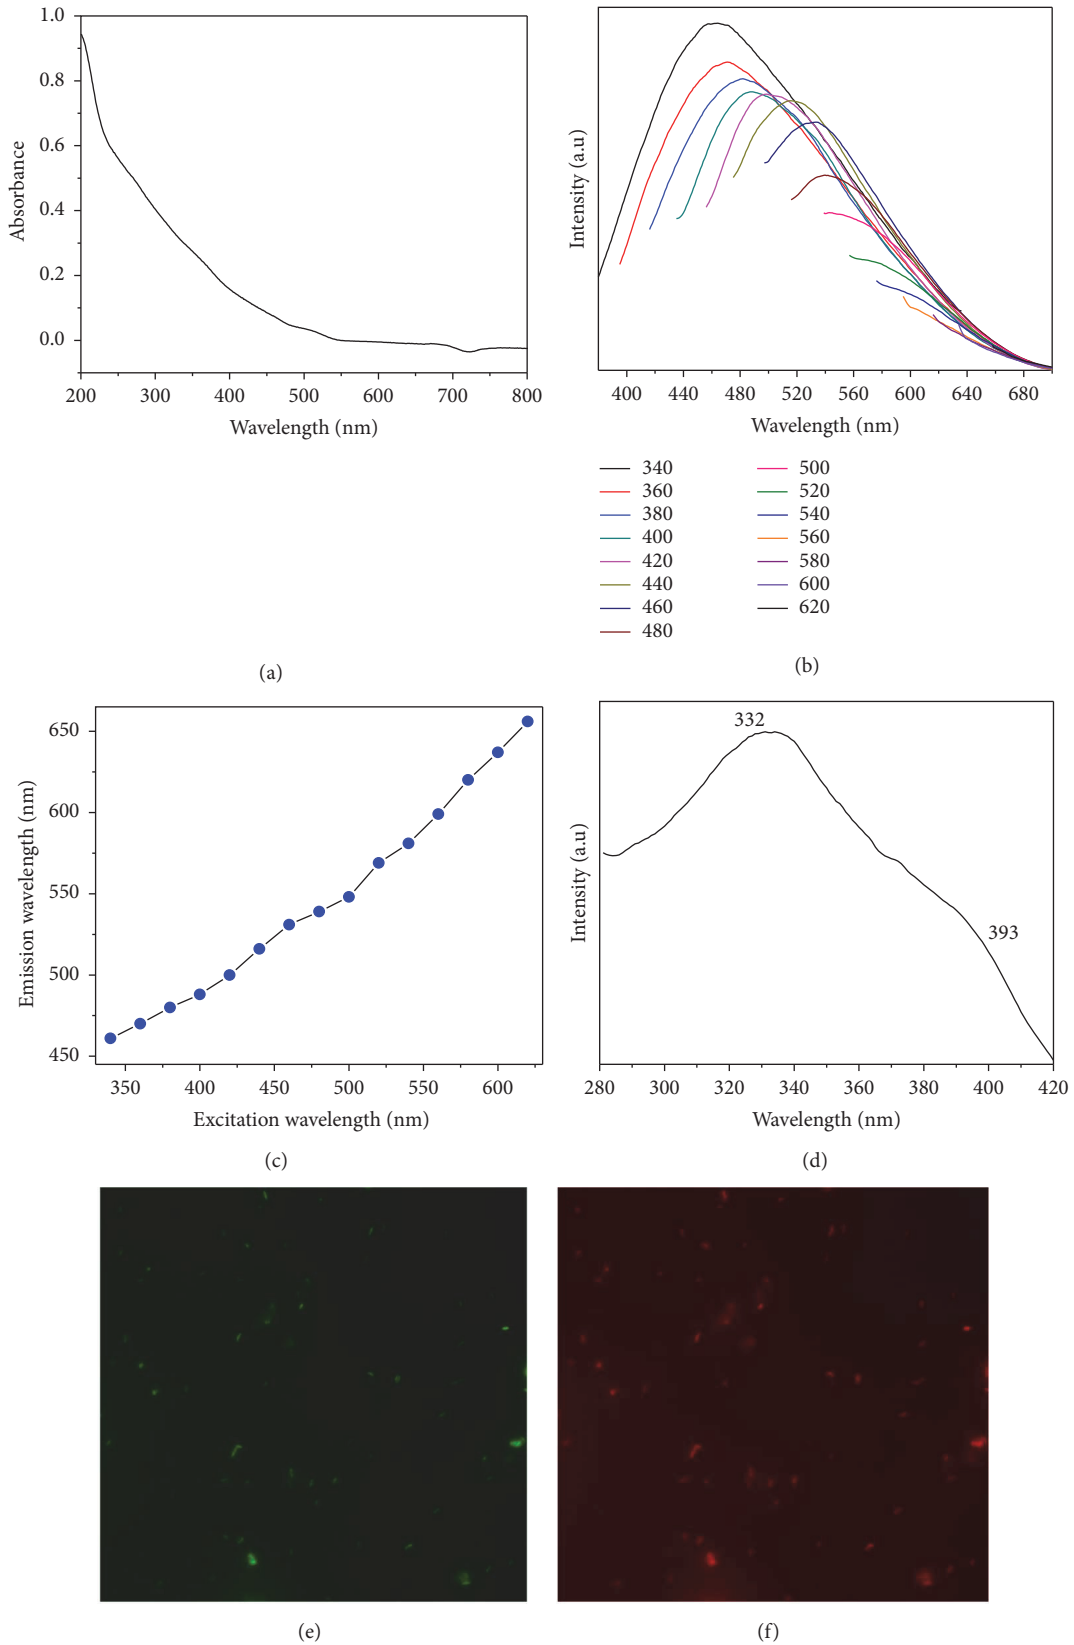 1.0
0.8
0.6
0.4
0.2
0.0
Absorbance
200 300 400 500 600 700 800
Wavelength (nm)
(a)
Intensity (a.u)
400 440 480 520 560 600 640 680
Wavelength (nm)
340 500
360 520
380 540
400 560
420 580
440 600
460 620
480
(b)
650
600
550
500
450
Emission wavelength (nm)
350 400 450 500 550 600
Excitation wavelength (nm)
(c)
332
393
Intensity (a.u)
280 300 320 340 360 380 400 420
Wavelength (nm)
(d)
(e)
(f)